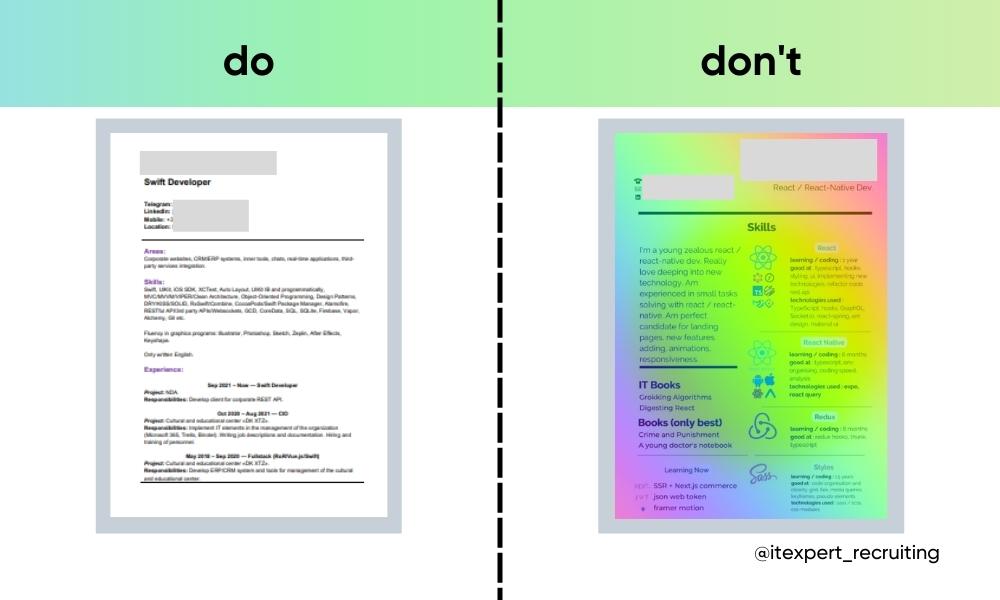 do
don't
Swift Developer
Telegram:
LinkedIn:
Mobile: +3
Location:
Areas:
Corporate websites, CRM/ERP systems, inner tools, chats, real-time applications, third-
party services integration.
Skills:
Swift, UIKit, iOS SDK, XCTest, Auto Layout, UIKit IB and programmatically,
MVC/MVVM/VIPER/Clean Architecture, Object-Oriented Programming, Design Patterns,
DRY/KISS/SOLID, RxSwift/Combine, CocoaPods/Swift Package Manager, Alamofire,
RESTful API/3rd party APIs/Websockets, GCD, CoreData, SQL, SQLite, Firebase, Vapor,
Alchemy, Git etc.
Fluency in graphics programs: Illustrator, Photoshop, Sketch, Zeplin, After Effects,
Keyshape.
Only written English.
Experience:
Sep 2021 – Now — Swift Developer
Project: NDA.
Responsibilities: Develop client for corporate REST API.
Oct 2020 – Aug 2021 — CIO
Project: Cultural and educational center «DK XTZ».
Responsibilities: Implement IT elements in the management of the organization
(Microsoft 365, Trello, Binder). Writing job descriptions and documentation. Hiring and
training of personnel.
May 2018 – Sep 2020 — Fullstack (RoR/Vue.js/Swift)
Project: Cultural and educational center «DK XTZ».
Responsibilities: Develop ERP/CRM system and tools for management of the cultural
and educational center.
React / React-Native Dev
Skills
I'm a young zealous react /
react-native dev. Really
love deeping into new
technology. Am
experienced in small tasks
solving with react / react-
native. Am perfect
candidate for landing
pages, new features
adding, animations,
responsiveness.
IT Books
Grokking Algorithms
Digesting React
Books (only best)
Crime and Punishment
A young doctor's notebook
Learning Now
SSR + Next.js commerce
json web token
framer motion
React
learning / coding : 1 year
good at : typescript, hooks,
styling, ui, implementing new
technologies, refactor code,
rest api
technologies used :
TypeScript, hooks, GraphQL,
Socket.io, react-spring, ant
design, material ui
React Native
learning / coding : 8 months
good at : typescript, env
organising, coding speed,
analysis
technologies used : expo,
react query
Redux
learning / coding : 8 months
good at : redux hooks, thunk,
typescript
Sass
Styles
learning / coding : 1.5 years
good at : code organisation and
cleanly, grid, flex, media queries,
keyframes, pseudo elements
technologies used : sass / scss,
css modules
@itexpert_recruiting